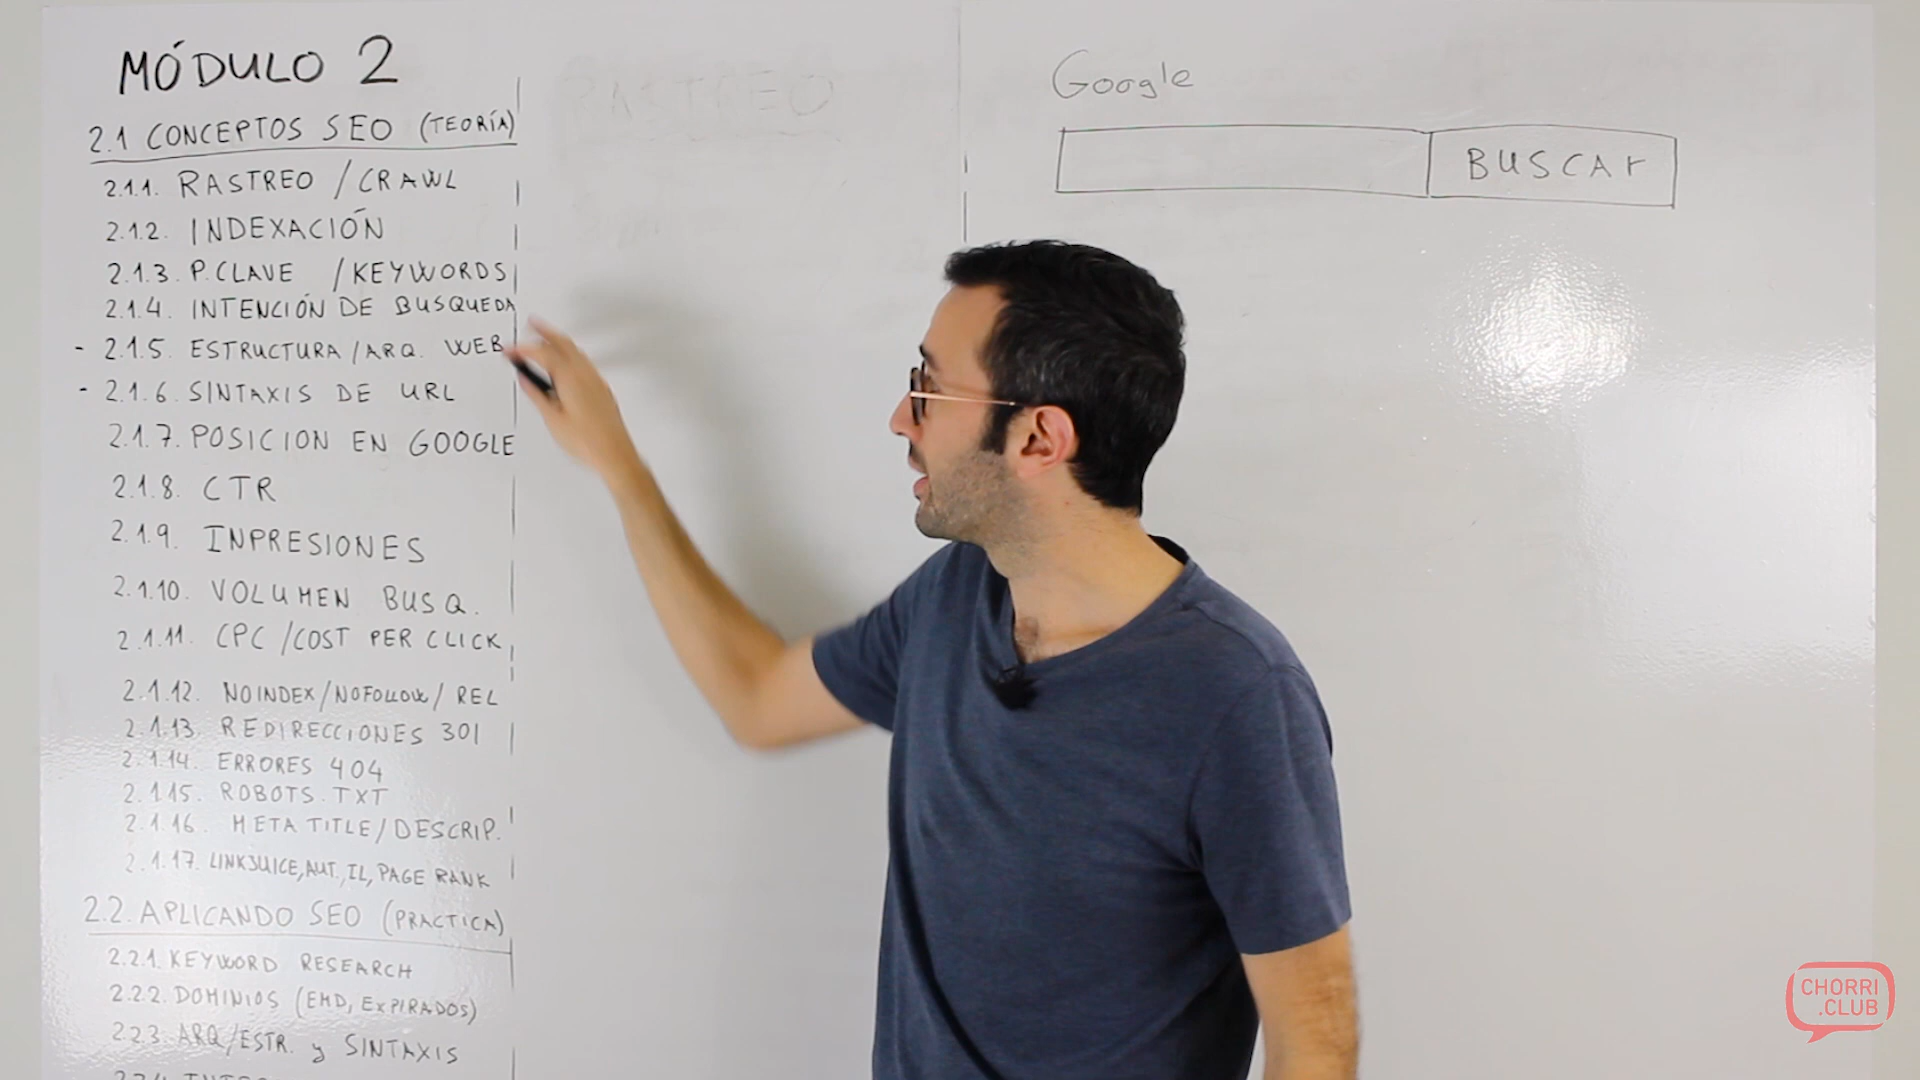 MÓDULO 2
2.1 CONCEPTOS SEO (TEORÍA)
2.1.1. RASTREO / CRAWL
2.1.2. INDEXACIÓN
2.1.3. P.CLAVE / KEYWORDS
2.1.4. INTENCIÓN DE BUSQUEDA
- 2.1.5. ESTRUCTURA / ARQ. WEB
- 2.1.6. SINTAXIS DE URL
2.1.7. POSICION EN GOOGLE
2.1.8. CTR
2.1.9. INPRESIONES
2.1.10. VOLUMEN BUSQ.
2.1.11. CPC / COST PER CLICK
2.1.12. NOINDEX / NOFOLLOW / REL
2.1.13. REDIRECCIONES 301
2.1.14. ERRORES 404
2.1.15. ROBOTS.TXT
2.1.16. META TITLE / DESCRIP.
2.1.17. LINKJUICE, AUT., IL, PAGE RANK
2.2. APLICANDO SEO (PRACTICA)
2.2.1. KEYWORD RESEARCH
2.2.2. DOMINIOS (EMD, EXPIRADOS)
2.2.3 ARQ/ESTR. y SINTAXIS
RASTREO
Google
BUSCAr
CHORRI
.CLUB